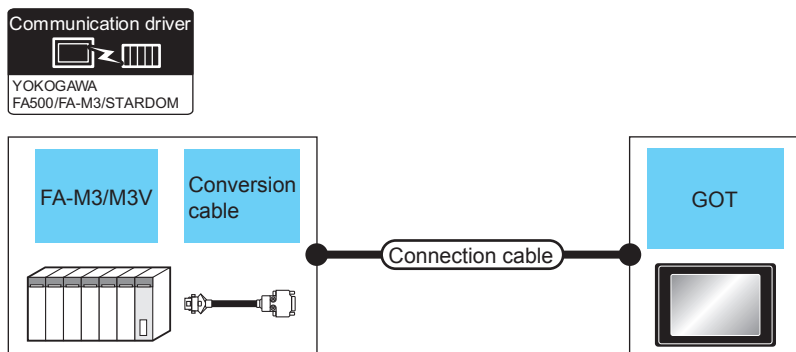 Communication driver
YOKOGAWA
FA500/FA-M3/STARDOM
FA-M3/M3V
Conversion
cable
Connection cable
GOT